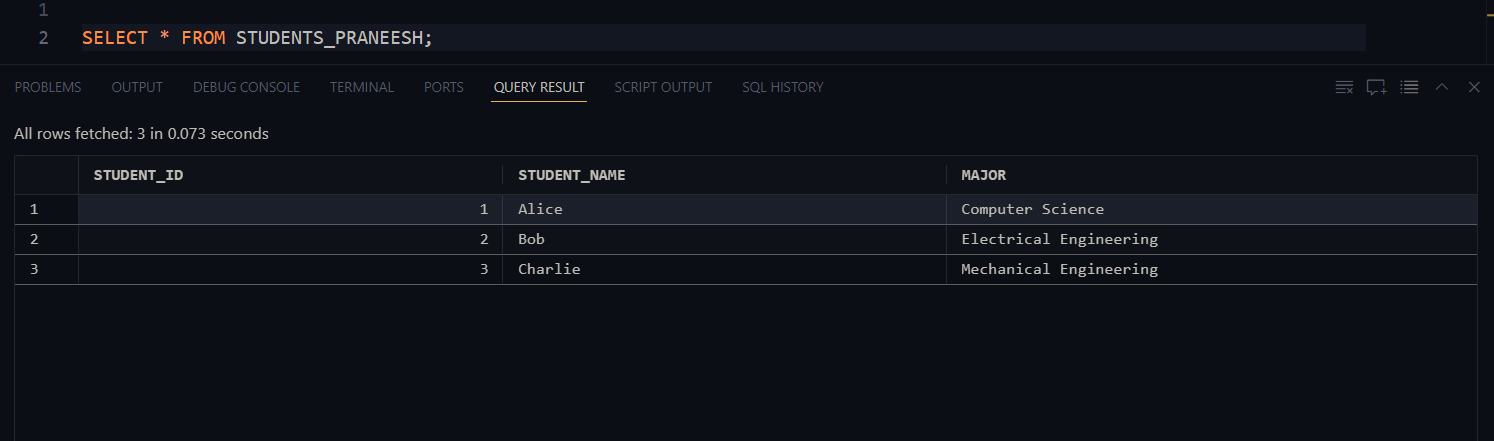 1
2 SELECT * FROM STUDENTS_PRANEESH;
PROBLEMS OUTPUT DEBUG CONSOLE TERMINAL PORTS QUERY RESULT SCRIPT OUTPUT SQL HISTORY
All rows fetched: 3 in 0.073 seconds
STUDENT_ID STUDENT_NAME MAJOR
1 1 Alice Computer Science
2 2 Bob Electrical Engineering
3 3 Charlie Mechanical Engineering